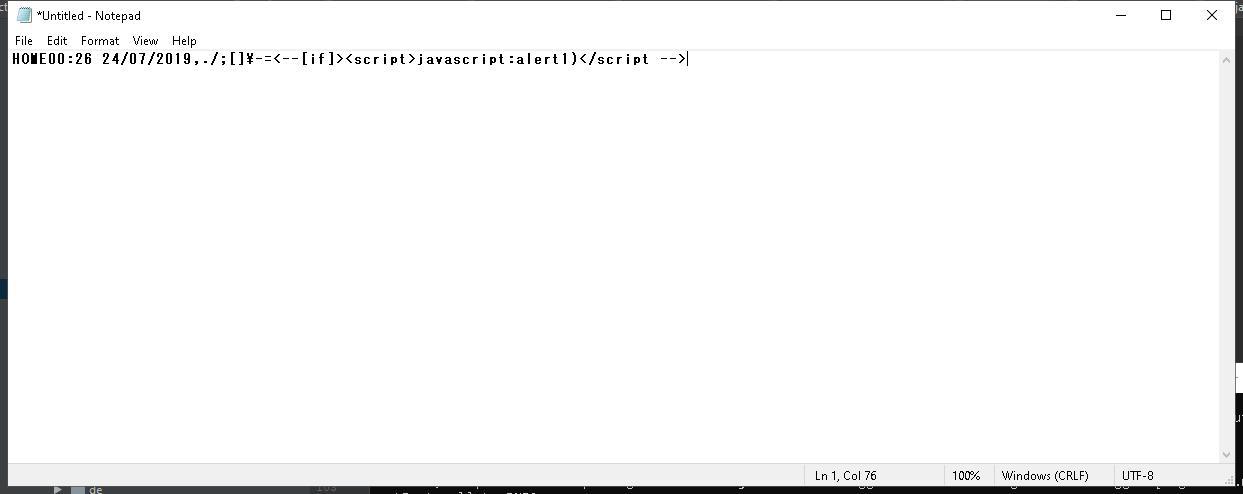 *Untitled - Notepad
File Edit Format View Help
HOME00:26 24/07/2019,./;[]¥-=<--[if]><script>javascript:alert1)</script -->
Ln 1, Col 76 100% Windows (CRLF) UTF-8
de
103